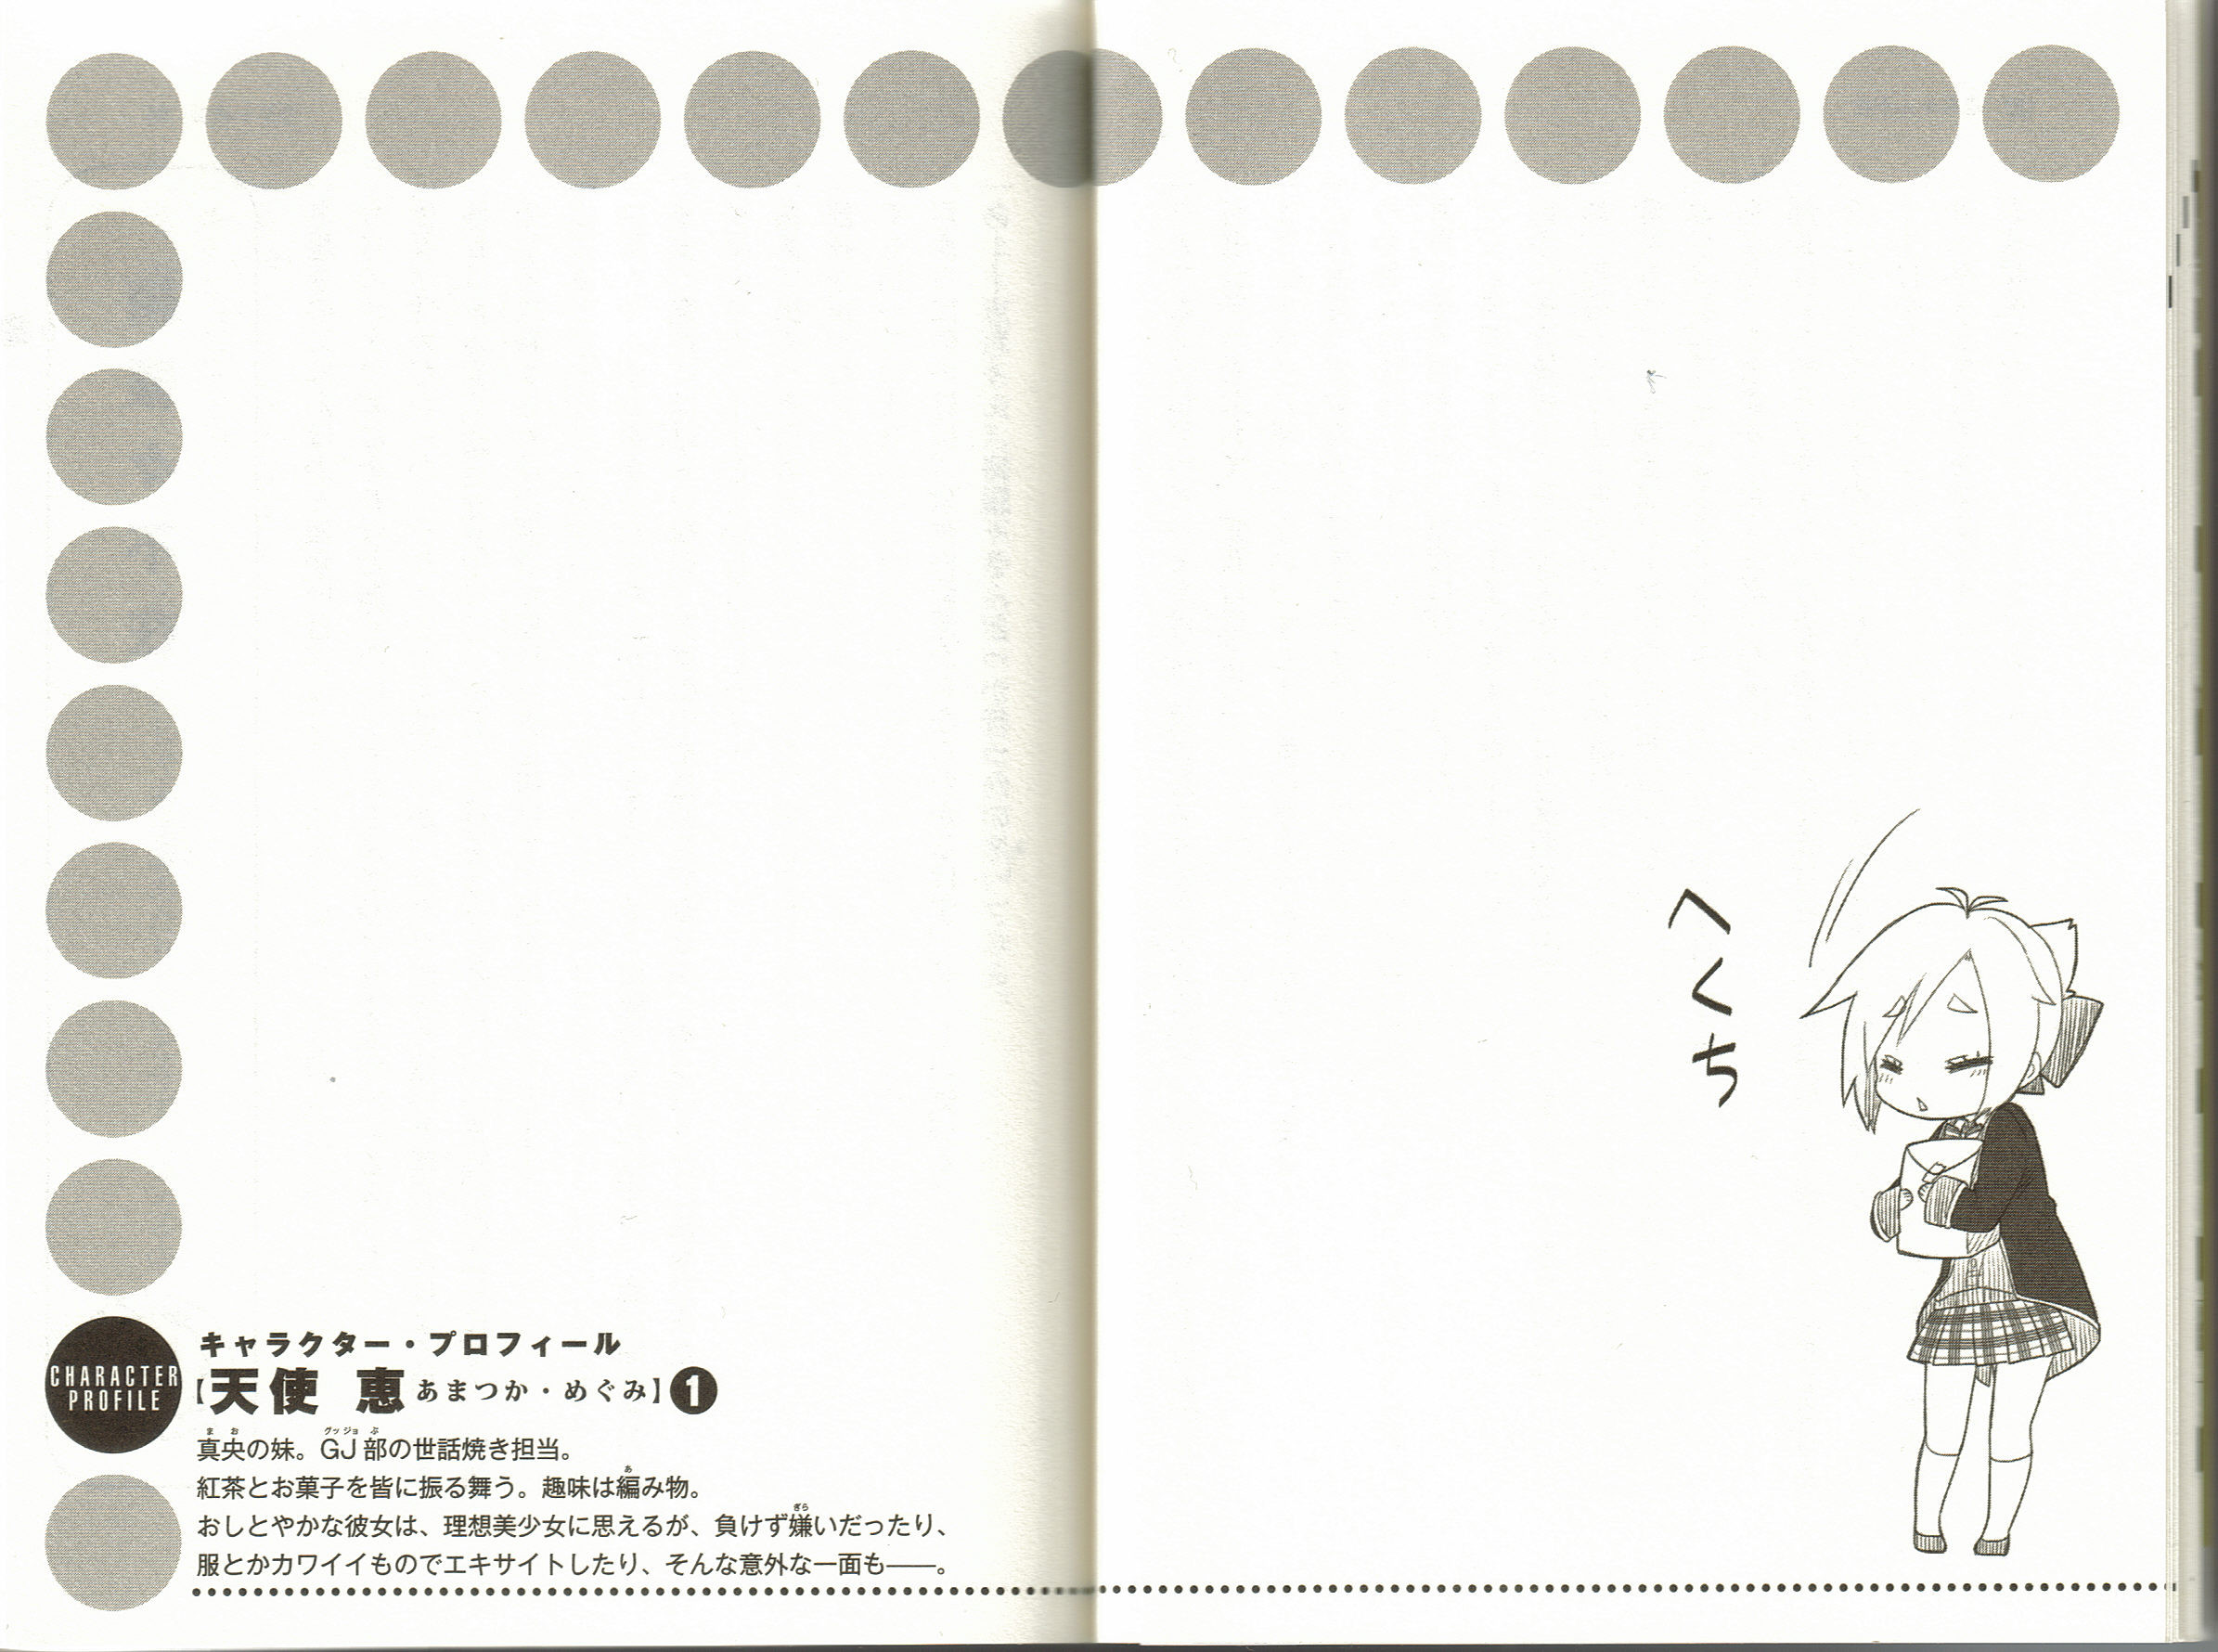 へくち
CHARACTER
PROFILE
キャラクター・プロフィール
【天使 恵 あまつか・めぐみ】❶
真央の妹。GJ部の世話焼き担当。
紅茶とお菓子を皆に振る舞う。趣味は編み物。
おしとやかな彼女は、理想美少女に思えるが、負けず嫌いだったり、
服とかカワイイものでエキサイトしたり、そんな意外な一面も――。